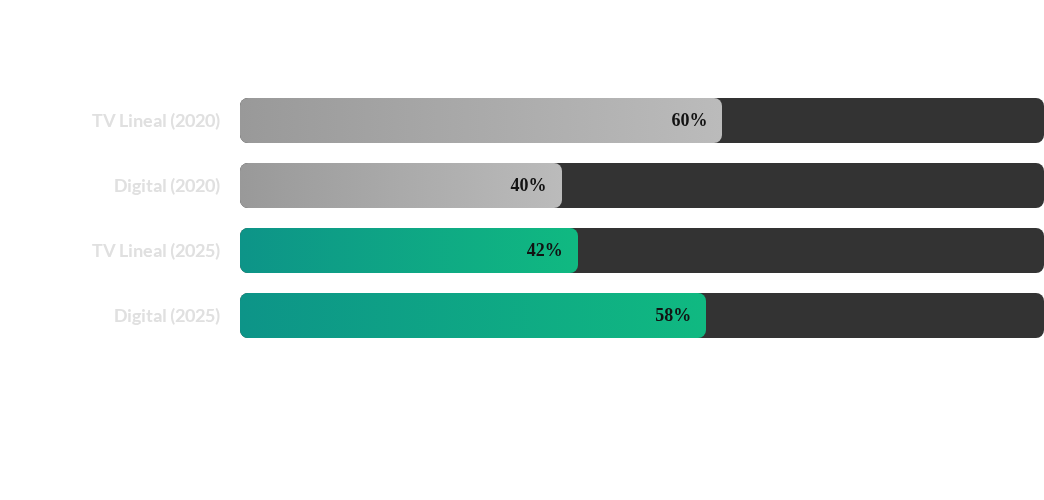 TV Lineal (2020) 60%
Digital (2020) 40%
TV Lineal (2025) 42%
Digital (2025) 58%